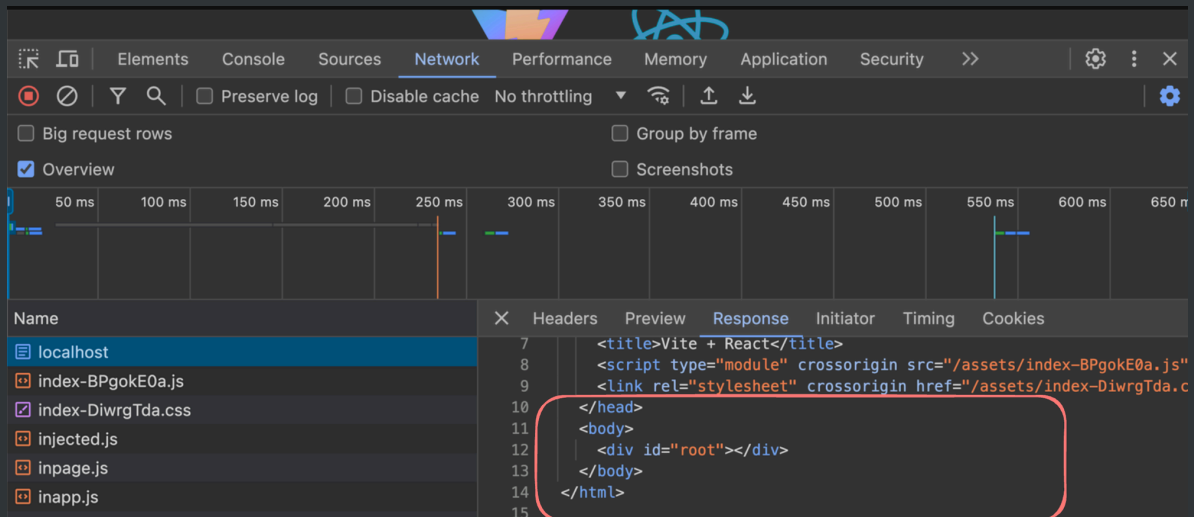 Elements Console Sources Network Performance Memory Application Security
Preserve log Disable cache No throttling
Big request rows Group by frame
Overview Screenshots
50 ms 100 ms 150 ms 200 ms 250 ms 300 ms 350 ms 400 ms 450 ms 500 ms 550 ms 600 ms 650 m
Name
localhost
index-BPgokE0a.js
index-DiwrgTda.css
injected.js
inpage.js
inapp.js
Headers Preview Response Initiator Timing Cookies
7 <title>Vite + React</title>
8 <script type="module" crossorigin src="/assets/index-BPgokE0a.js"
9 <link rel="stylesheet" crossorigin href="/assets/index-DiwrgTda.c
10 </head>
11 <body>
12 <div id="root"></div>
13 </body>
14 </html>
15